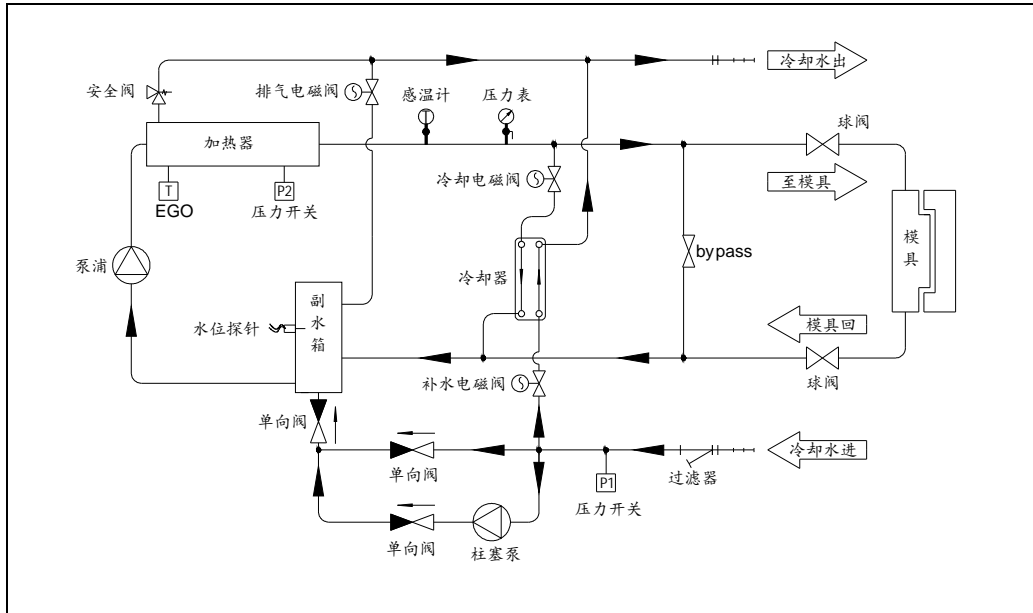 冷却水出
安全阀
排气电磁阀
感温计
压力表
球阀
加热器
冷却电磁阀
至模具
T
P2
EGO
压力开关
模具
泵浦
冷却器
bypass
副水箱
水位探针
模具回
补水电磁阀
球阀
单向阀
冷却水进
单向阀
过滤器
P1
压力开关
单向阀
柱塞泵